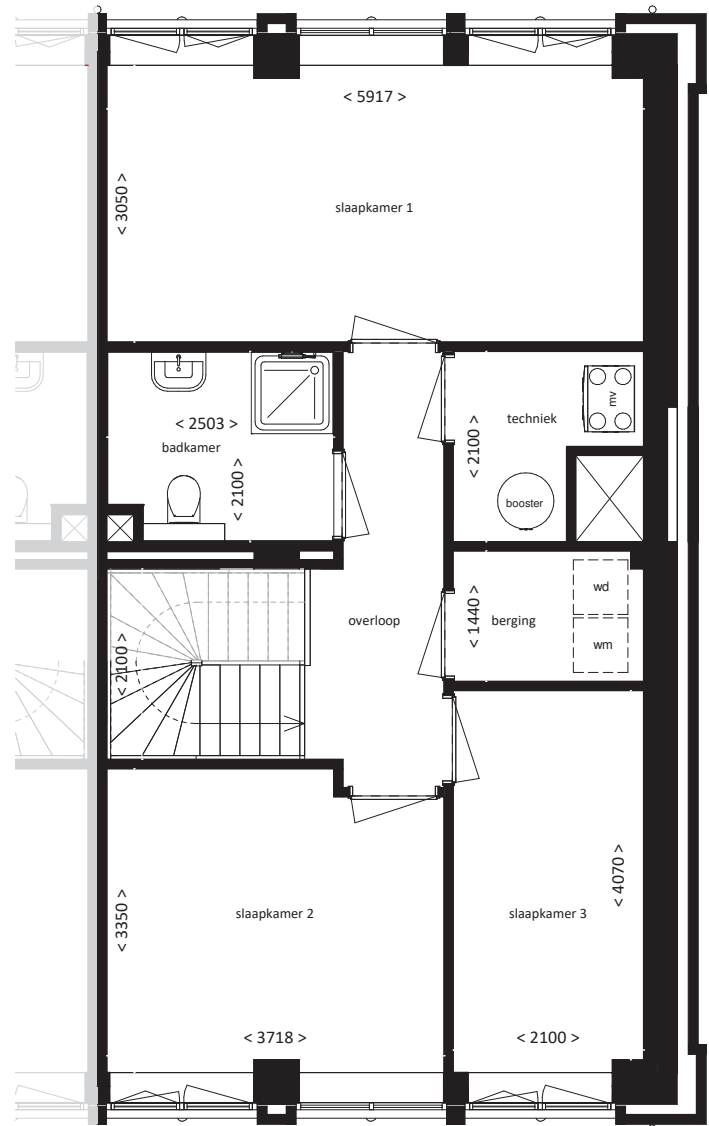 < 5917 >
< 3050 >
slaapkamer 1
< 2503 >
badkamer
< 2100 >
techniek
mv
< 2100 >
booster
< 2100 >
overloop
< 1440 >
berging
wd
wm
< 3350 >
slaapkamer 2
< 3718 >
slaapkamer 3
< 4070 >
< 2100 >